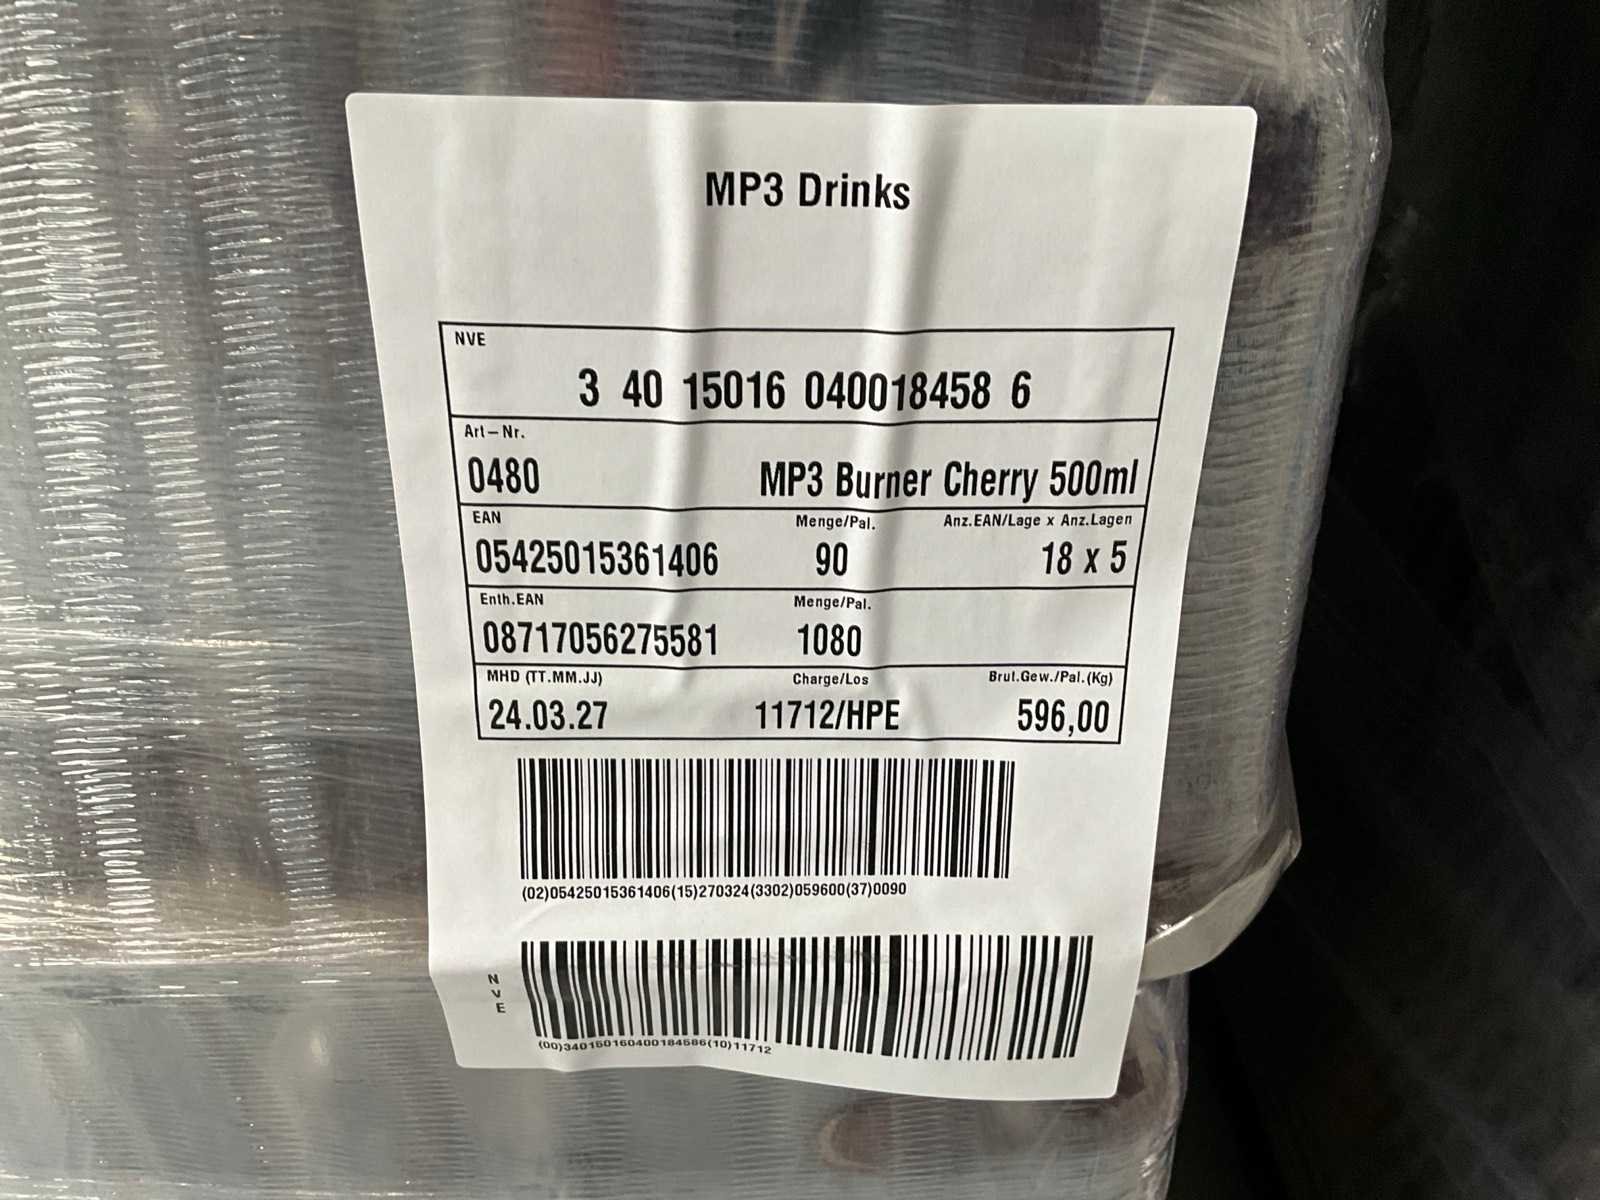 MP3 Drinks
NVE
3 40 15016 040018458 6
Art-Nr.
0480 MP3 Burner Cherry 500ml
EAN Menge/Pal. Anz.EAN/Lage x Anz.Lagen
05425015361406 90 18 x 5
Enth.EAN Menge/Pal.
08717056275581 1080
MHD (TT.MM.JJ) Charge/Los Brut.Gew./Pal.(Kg)
24.03.27 11712/HPE 596,00
(02)05425015361406(15)270324(3302)059600(37)0090
NVE
(00)340150160400184586(10)11712